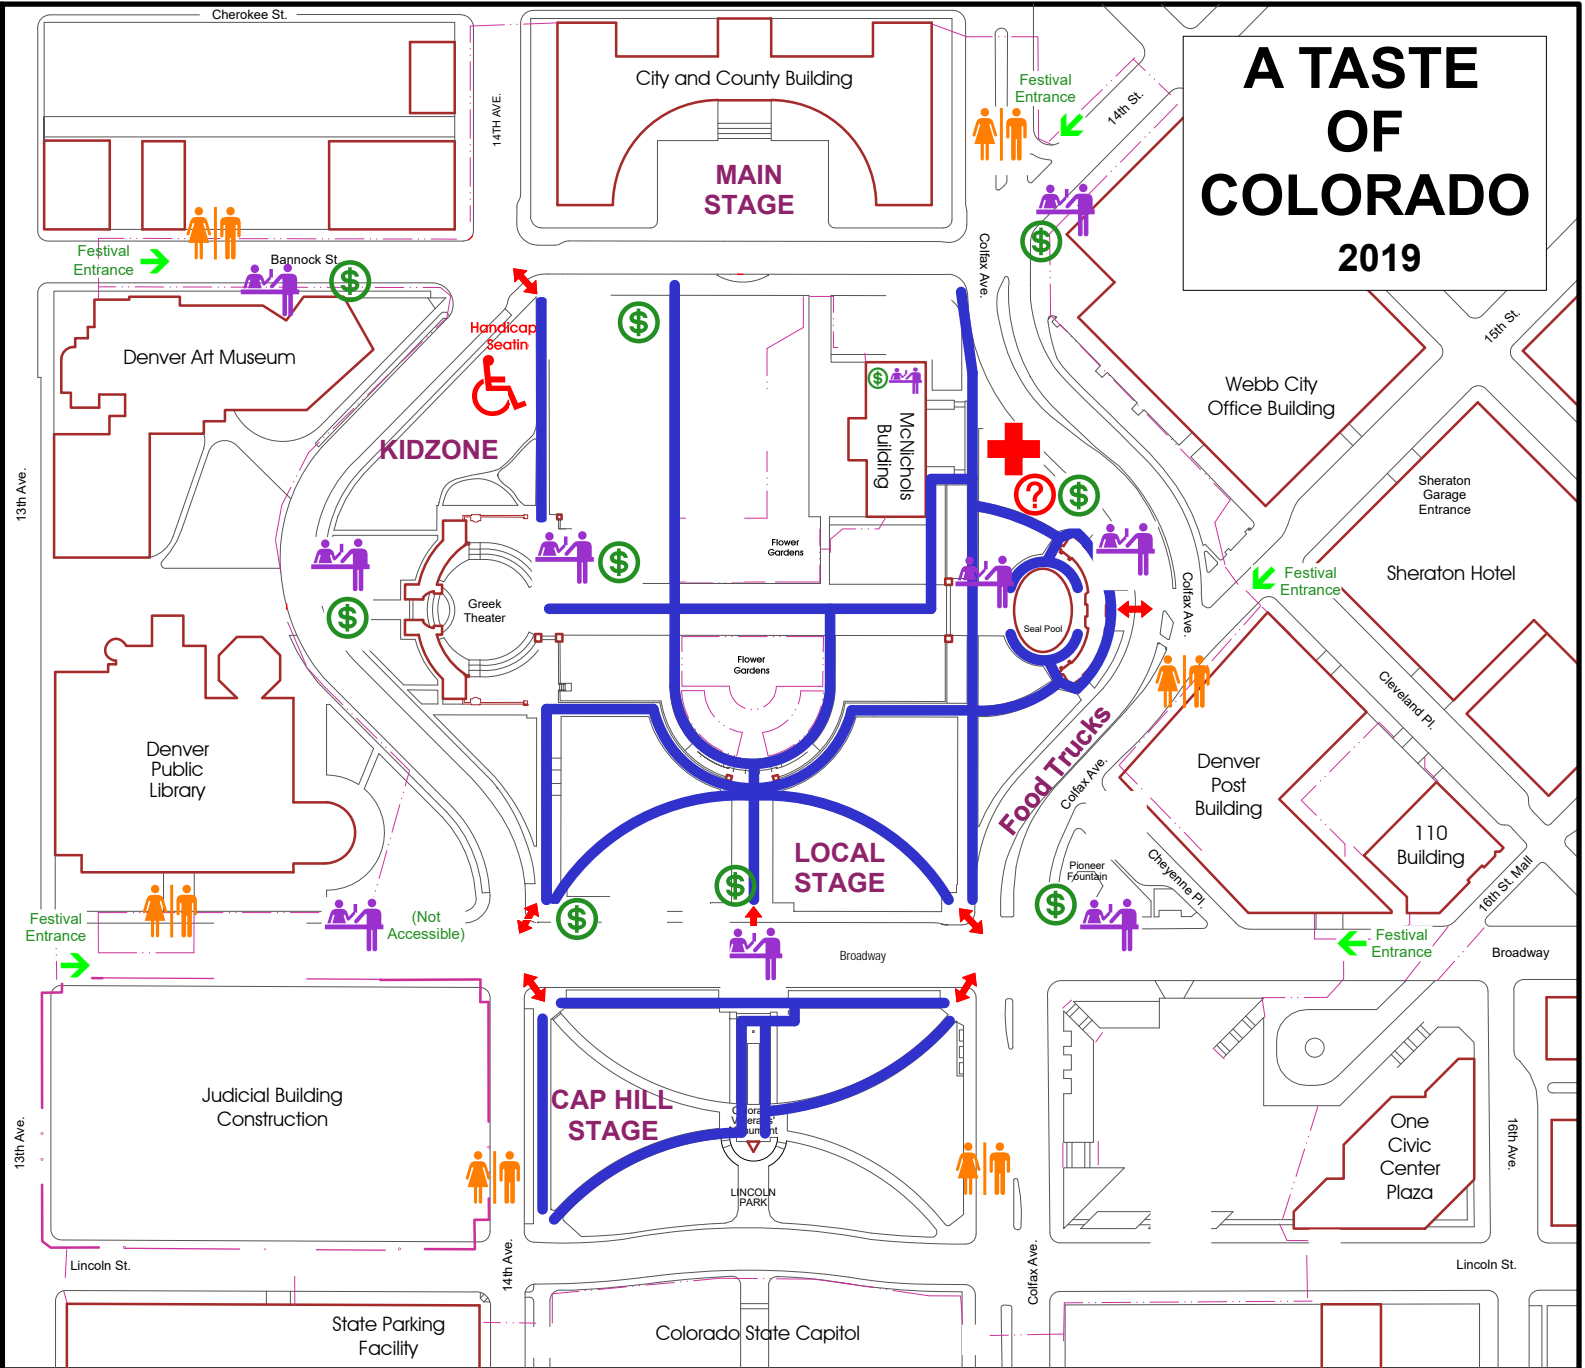 Cherokee St.
A TASTE
OF
COLORADO
2019
City and County Building
14TH AVE.
Festival
Entrance
14th St.
MAIN
STAGE
Festival
Entrance
Bannock St.
$
$
Colfax Ave.
15th St.
Handicap
Seatin
$
Denver Art Museum
$
McNichols
Building
Webb City
Office Building
KIDZONE
13th Ave.
?
$
Sheraton
Garage
Entrance
Flower
Gardens
$
Sheraton Hotel
Festival
Entrance
Greek
Theater
$
Seal Pool
Colfax Ave.
Flower
Gardens
Cleveland Pl.
Denver
Public
Library
Food Trucks
Colfax Ave.
Denver
Post
Building
110
Building
LOCAL
STAGE
$
Pioneer
Fountain
Cheyenne Pl.
16th St. Mall
$
$
Festival
Entrance
(Not
Accessible)
Broadway
Festival
Entrance
Broadway
Judicial Building
Construction
CAP HILL
STAGE
LINCOLN
PARK
One
Civic
Center
Plaza
13th Ave.
16th Ave.
14th Ave.
Colfax Ave.
Lincoln St.
Lincoln St.
State Parking
Facility
Colorado State Capitol